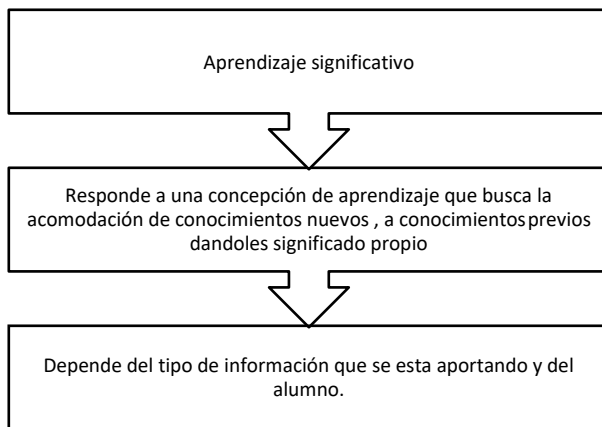 Aprendizaje significativo
Responde a una concepción de aprendizaje que busca la
acomodación de conocimientos nuevos , a conocimientos previos
dandoles significado propio
Depende del tipo de información que se esta aportando y del
alumno.